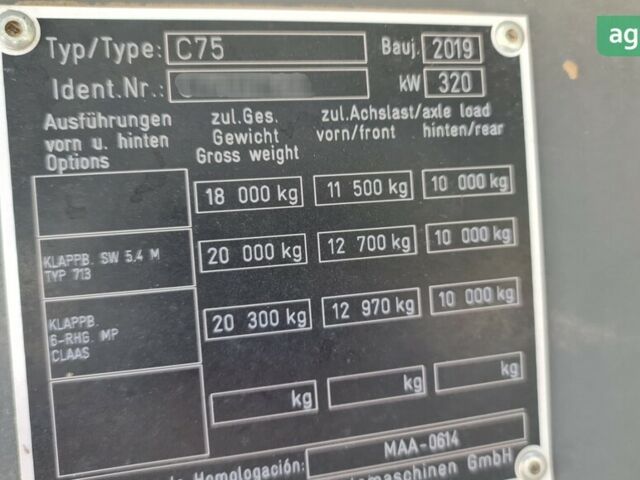 ag
Typ/Type: C75 Bauj. 2019
Ident.Nr.: kW 320
Ausführungen zul.Ges. zul.Achslast/axle load
vorn u. hinten Gewicht vorn/front hinten/rear
Options Gross weight
18 000 kg 11 500 kg 10 000 kg
KLAPPB. SW 5.4 M 20 000 kg 12 700 kg 10 000 kg
TYP 713
KLAPPB. 20 300 kg 12 970 kg 10 000 kg
6-RHG. MP
CLAAS
kg kg kg
Homologación: MAA-0614
maschinen GmbH